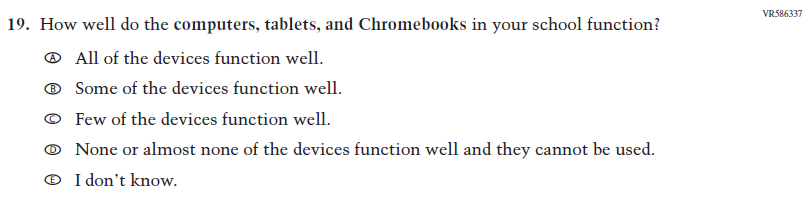 VR586337
19. How well do the computers, tablets, and Chromebooks in your school function?
Ⓐ All of the devices function well.
Ⓑ Some of the devices function well.
Ⓒ Few of the devices function well.
Ⓓ None or almost none of the devices function well and they cannot be used.
Ⓔ I don’t know.